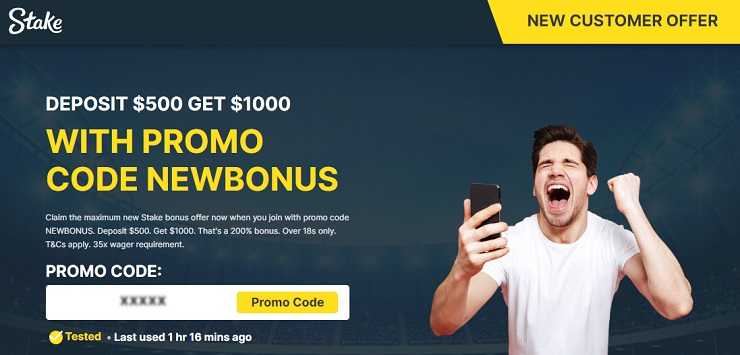 Stake
NEW CUSTOMER OFFER
DEPOSIT $500 GET $1000
WITH PROMO
CODE NEWBONUS
Claim the maximum new Stake bonus offer now when you join with promo code
NEWBONUS. Deposit $500. Get $1000. That's a 200% bonus. Over 18s only.
T&Cs apply. 35x wager requirement.
PROMO CODE:
Promo Code
Tested • Last used 1 hr 16 mins ago